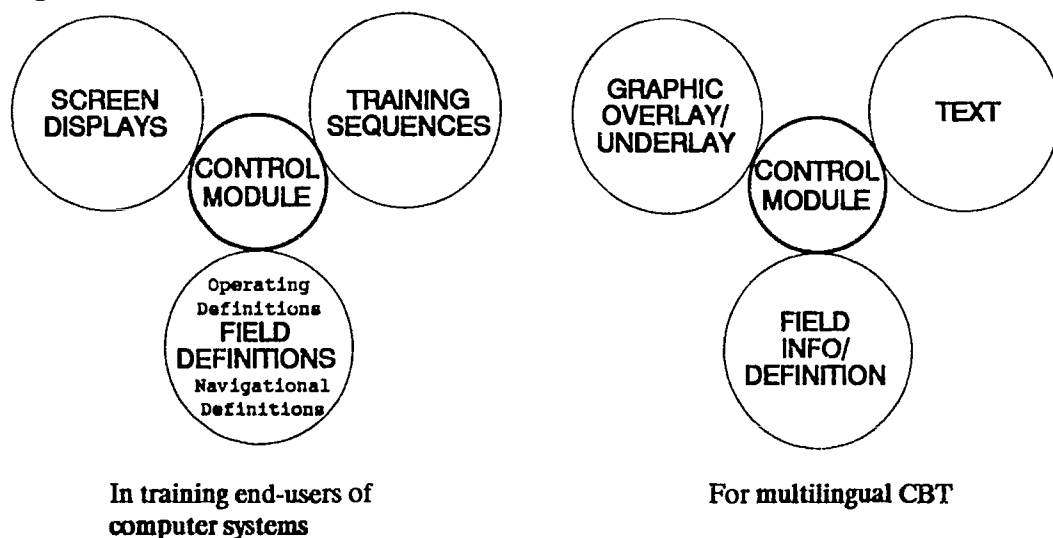 SCREEN
DISPLAYS
TRAINING
SEQUENCES
CONTROL
MODULE
Operating
Definitions
FIELD
DEFINITIONS
Navigational
Definitions
In training end-users of
computer systems
GRAPHIC
OVERLAY/
UNDERLAY
TEXT
CONTROL
MODULE
FIELD
INFO/
DEFINITION
For multilingual CBT